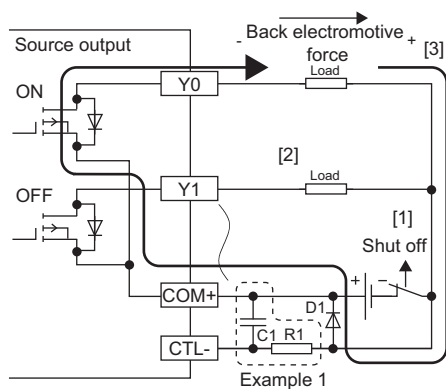 Back electromotive
Source output
- force +
[3]
Y0
Load
ON
[2]
Y1
Load
OFF
[1]
Shut off
+ -
COM+
D1
C1
R1
CTL-
Example 1